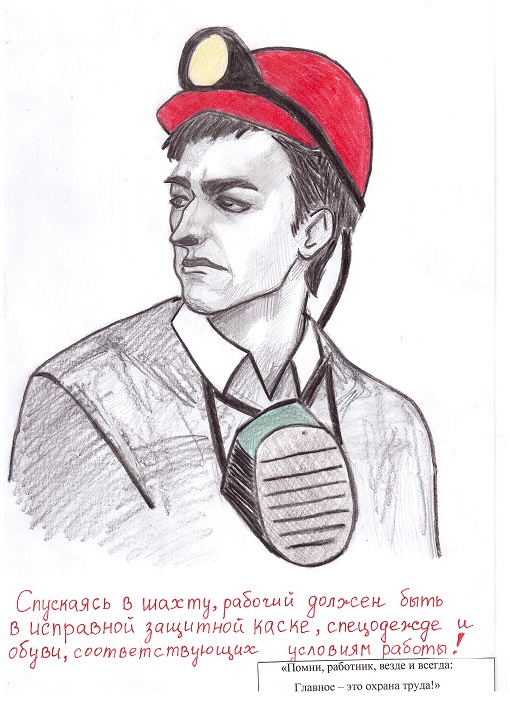 Спускаясь в шахту, рабочий должен быть
в исправной защитной каске, спецодежде и
обуви, соответствующих условиям работы!
«Помни, работник, везде и всегда:
Главное – это охрана труда!»